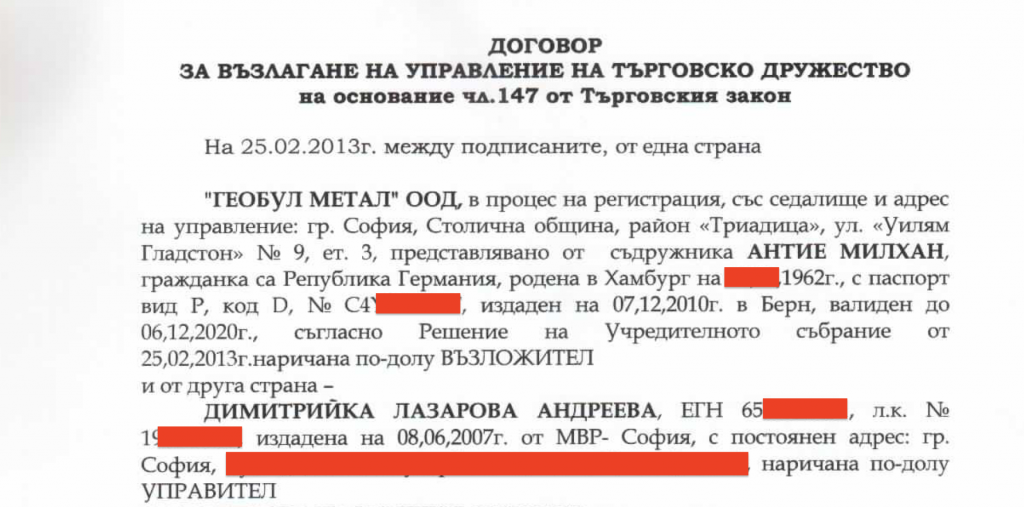 ДОГОВОР
ЗА ВЪЗЛАГАНЕ НА УПРАВЛЕНИЕ НА ТЪРГОВСКО ДРУЖЕСТВО
на основание чл.147 от Търговския закон
На 25.02.2013г. между подписаните, от една страна
"ГЕОБУЛ МЕТАЛ" ООД, в процес на регистрация, със седалище и адрес
на управление: гр. София, Столична община, район «Триадица», ул. «Уилям
Гладстон» № 9, ет. 3, представлявано от съдружника АНТИЕ МИЛХАН,
гражданка са Република Германия, родена в Хамбург на .1962г., с паспорт
вид P, код D, № C4, издаден на 07,12,2010г. в Берн, валиден до
06,12,2020г., съгласно Решение на Учредителното събрание от
25,02,2013г.наричана по-долу ВЪЗЛОЖИТЕЛ
и от друга страна –
ДИМИТРИЙКА ЛАЗАРОВА АНДРЕЕВА, ЕГН 65, л.к. №
19 издадена на 08,06,2007г. от МВР- София, с постоянен адрес: гр.
София, , наричана по-долу
УПРАВИТЕЛ